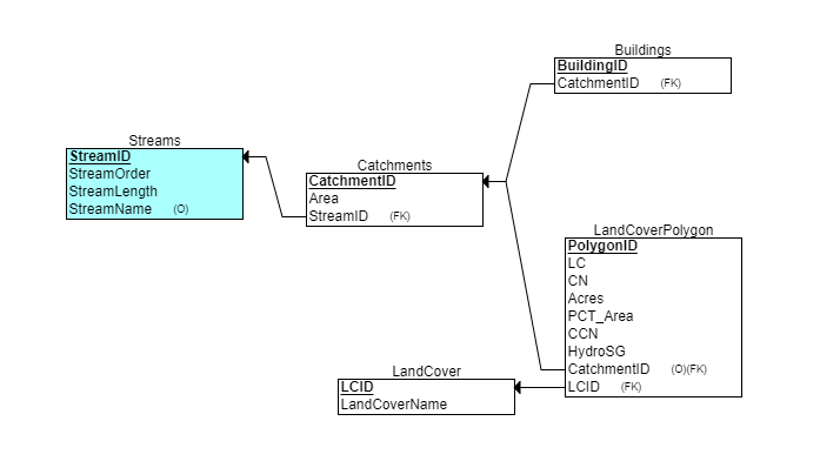 Buildings
BuildingID
CatchmentID (FK)
Streams
StreamID
StreamOrder
StreamLength
StreamName (O)
Catchments
CatchmentID
Area
StreamID (FK)
LandCoverPolygon
PolygonID
LC
CN
Acres
PCT_Area
CCN
HydroSG
CatchmentID (O)(FK)
LCID (FK)
LandCover
LCID
LandCoverName